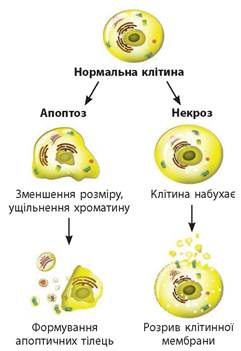 Нормальна клітина
Апоптоз
Некроз
Зменшення розміру,
ущільнення хроматину
Клітина набухає
Формування
апоптичних тілець
Розрив клітинної
мембрани